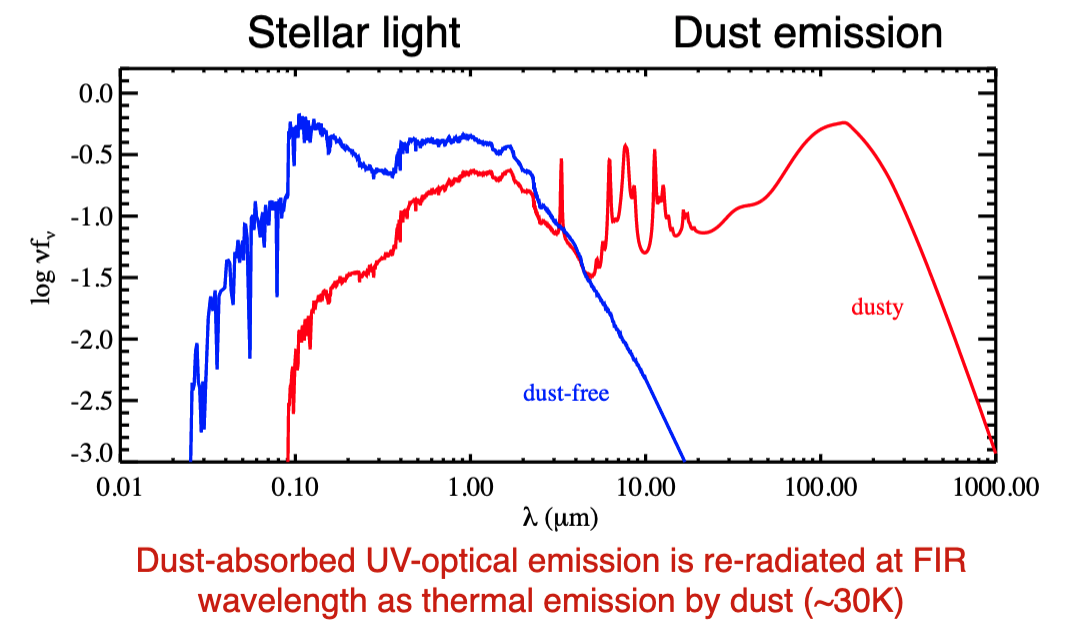 Stellar light
Dust emission
0.0
-0.5
-1.0
-1.5
-2.0
-2.5
-3.0
log νfν
dusty
dust-free
0.01
0.10
1.00
10.00
100.00
1000.00
λ (μm)
Dust-absorbed UV-optical emission is re-radiated at FIR
wavelength as thermal emission by dust (~30K)